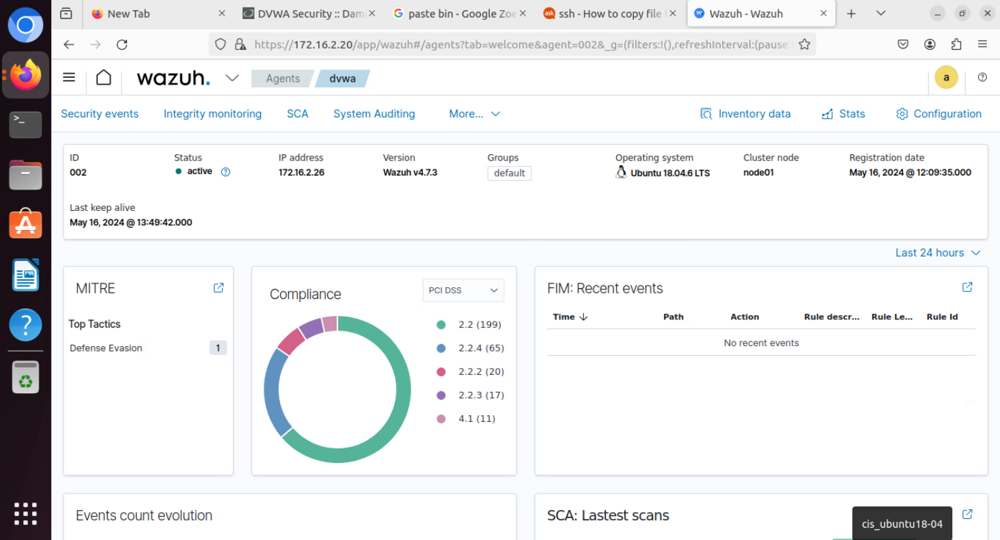 New Tab
DVWA Security :: Dam
paste bin - Google Zoe
ssh - How to copy file
Wazuh - Wazuh
https://172.16.2.20/app/wazuh#/agents?tab=welcome&agent=002&_g=(filters:!(),refreshInterval:(pause:
wazuh.
Agents
dvwa
a
Security events
Integrity monitoring
SCA
System Auditing
More...
Inventory data
Stats
Configuration
ID
Status
IP address
Version
Groups
Operating system
Cluster node
Registration date
002
active
172.16.2.26
Wazuh v4.7.3
default
Ubuntu 18.04.6 LTS
node01
May 16, 2024 @ 12:09:35.000
Last keep alive
May 16, 2024 @ 13:49:42.000
Last 24 hours
MITRE
Top Tactics
Defense Evasion
1
Compliance
PCI DSS
2.2 (199)
2.2.4 (65)
2.2.2 (20)
2.2.3 (17)
4.1 (11)
FIM: Recent events
Time
Path
Action
Rule descr...
Rule Le...
Rule Id
No recent events
Events count evolution
SCA: Lastest scans
cis_ubuntu18-04